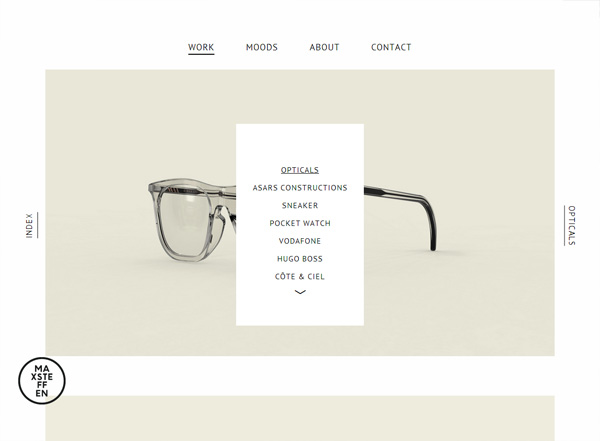 WORK MOODS ABOUT CONTACT
OPTICALS
ASARS CONSTRUCTIONS
SNEAKER
POCKET WATCH
VODAFONE
HUGO BOSS
CÔTE & CIEL
INDEX
OPTICALS
MA
XSTE
FF
EN